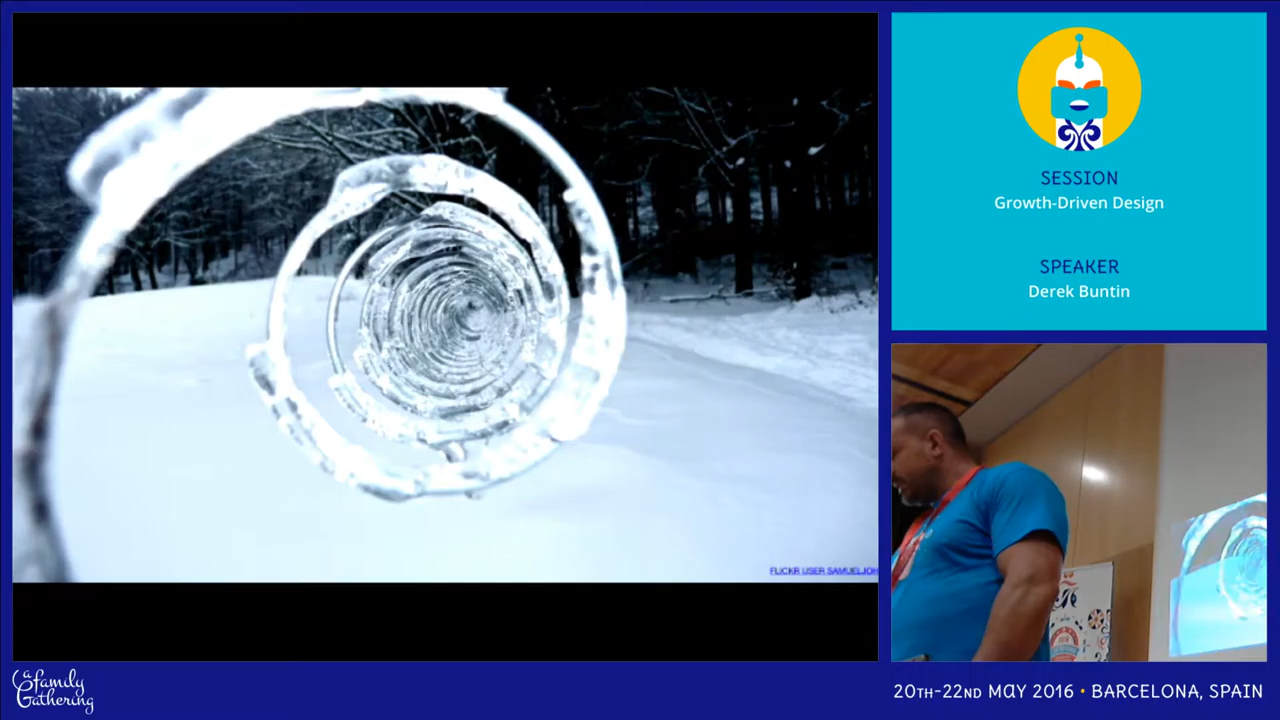 SESSION
Growth-Driven Design
SPEAKER
Derek Buntin
FLICKR USER SAMUELJOH
a family
Gathering
20TH-22ND MAY 2016 • BARCELONA, SPAIN